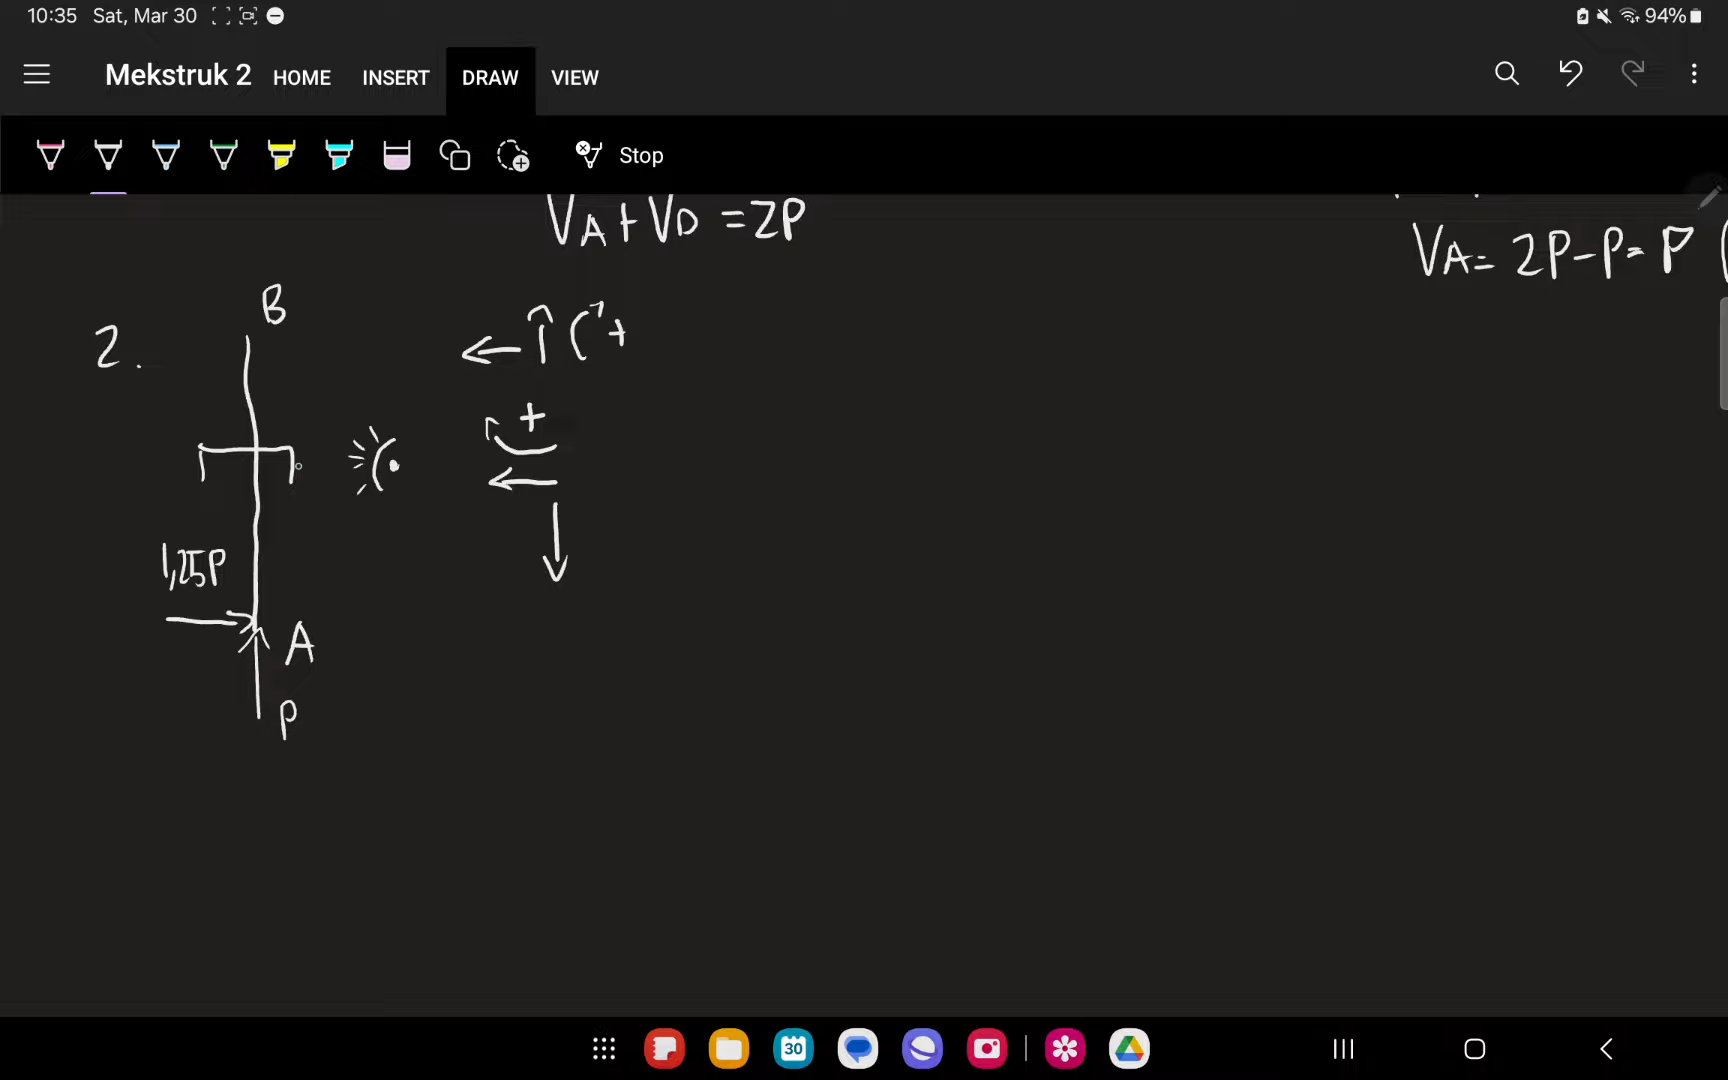 10:35 Sat, Mar 30 94%
Mekstruk 2 HOME INSERT DRAW VIEW
Stop
VA + VD = 2P
VA = 2P - P = P (
2.
B
+
+
1,25P
A
P
30